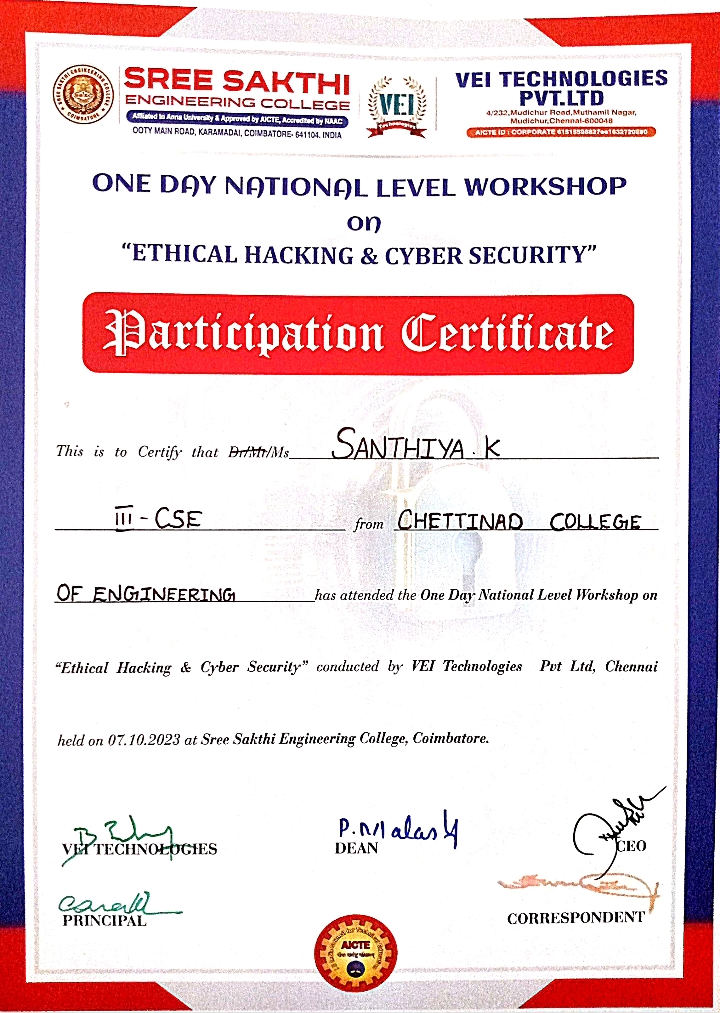 SREE SAKTHI
ENGINEERING COLLEGE
Affiliated to Anna University & Approved by AICTE, Accredited by NAAC
OOTY MAIN ROAD, KARAMADAI, COIMBATORE- 641104. INDIA
VEI
VEI TECHNOLOGIES
PVT.LTD
4/232,Mudichur Road,Muthamil Nagar,
Mudichur,Chennai-600048
AICTE ID : CORPORATE
ONE DAY NATIONAL LEVEL WORKSHOP
on
"ETHICAL HACKING & CYBER SECURITY"
Participation Certificate
This is to Certify that Dr/Mr/Ms SANTHIYA . K
III - CSE from CHETTINAD COLLEGE
OF ENGINEERING has attended the One Day National Level Workshop on
"Ethical Hacking & Cyber Security" conducted by VEI Technologies Pvt Ltd, Chennai
held on 07.10.2023 at Sree Sakthi Engineering College, Coimbatore.
VEI TECHNOLOGIES
DEAN
CEO
PRINCIPAL
CORRESPONDENT
AICTE